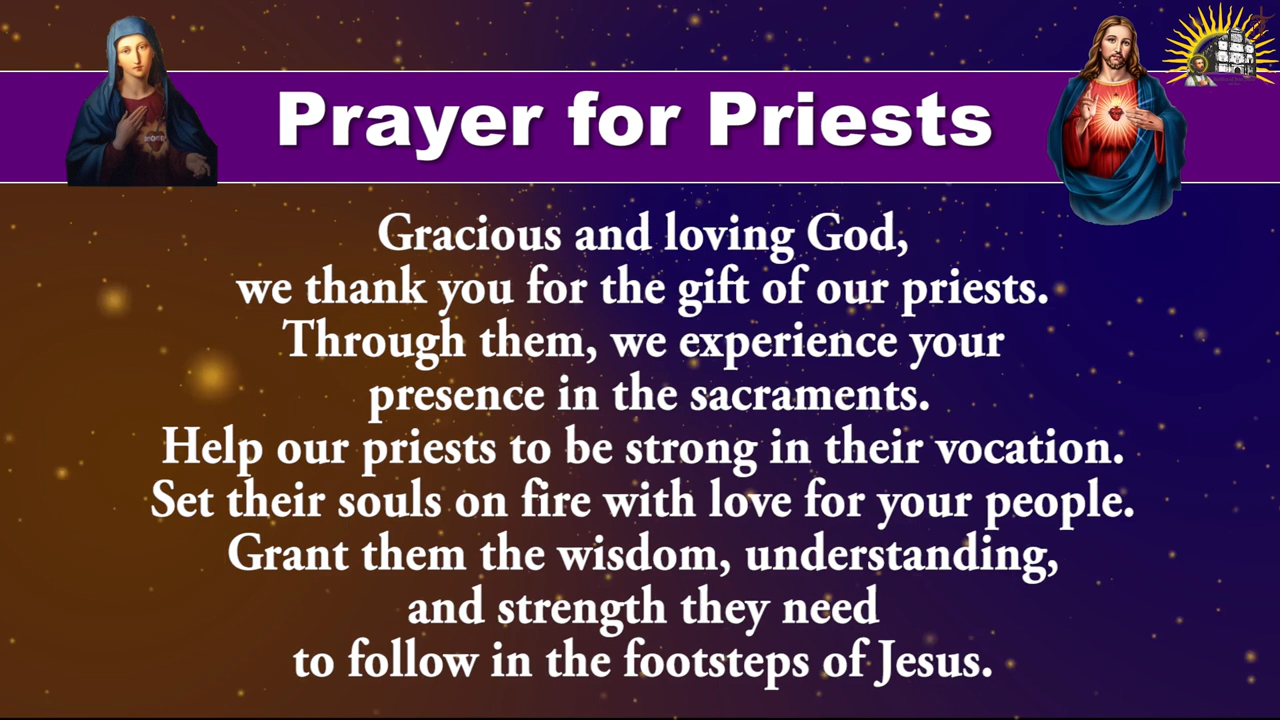 Prayer for Priests
Gracious and loving God,
we thank you for the gift of our priests.
Through them, we experience your
presence in the sacraments.
Help our priests to be strong in their vocation.
Set their souls on fire with love for your people.
Grant them the wisdom, understanding,
and strength they need
to follow in the footsteps of Jesus.